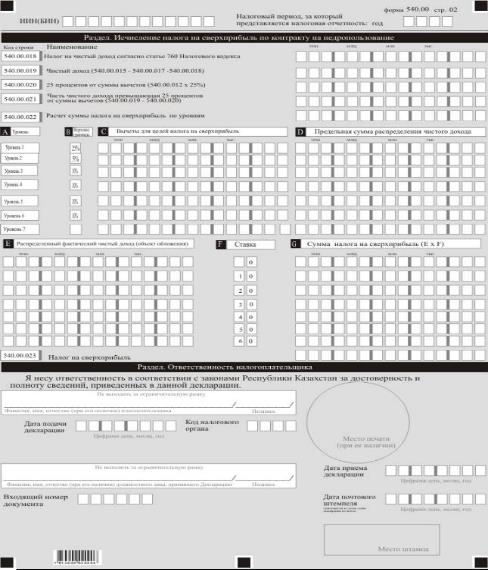 форма 540.00 стр. 02
ИИН(БИН)
Налоговый период, за который
представляется налоговая отчетность: год
Раздел. Исчисление налога на сверхприбыль по контракту на недропользование
Код строки Наименование
540.00.018 Налог на чистый доход согласно статье 760 Налогового кодекса
540.00.019 Чистый доход (540.00.015 - 540.00.017 -540.00.018)
540.00.020 25 процентов от суммы вычетов (540.00.012 х 25%)
540.00.021 Часть чистого дохода превышающая 25 процентов
от суммы вычетов (540.00.019 - 540.00.020)
540.00.022 Расчет суммы налога на сверхприбыль по уровням
A Уровень B C Вычеты для целей налога на сверхприбыль D Предельная сумма распределения чистого дохода
Уровень 1
Уровень 2
Уровень 3
Уровень 4
Уровень 5
Уровень 6
Уровень 7
E Распределенный фактический чистый доход (объект обложения) F Ставка G Сумма налога на сверхприбыль (E x F)
0
1 0
2 0
3 0
4 0
5 0
6 0
540.00.023 Налог на сверхприбыль
Раздел. Ответственность налогоплательщика
Я несу ответственность в соответствии с законами Республики Казахстан за достоверность и
полноту сведений, приведенных в данной декларации.
Не выходить за ограничительную рамку
Фамилия, имя, отчество (при его наличии) налогоплательщика Подпись
Дата подачи
декларации
Цифрами день, месяц, год
Код налогового
органа
Место печати
(при ее наличии)
Не выходить за ограничительную рамку
Фамилия, имя, отчество (при его наличии) должностного лица, принявшего Декларацию Подпись
Дата приема
декларации
Цифрами день, месяц, год
Входящий номер
документа
Дата почтового
штемпеля
Цифрами день, месяц, год
Место штампа